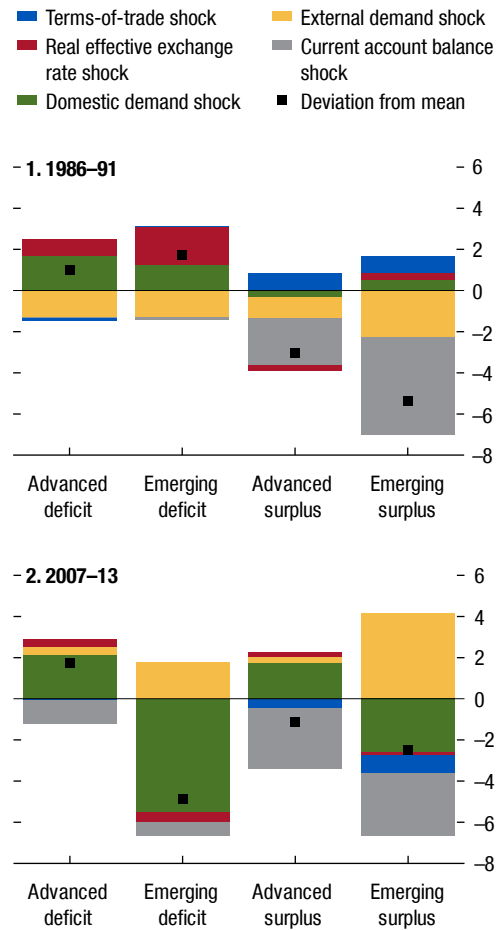 Terms-of-trade shock
Real effective exchange
rate shock
Domestic demand shock
External demand shock
Current account balance
shock
Deviation from mean
1. 1986–91
6
4
2
0
–2
–4
–6
–8
Advanced
deficit
Emerging
deficit
Advanced
surplus
Emerging
surplus
2. 2007–13
6
4
2
0
–2
–4
–6
–8
Advanced
deficit
Emerging
deficit
Advanced
surplus
Emerging
surplus